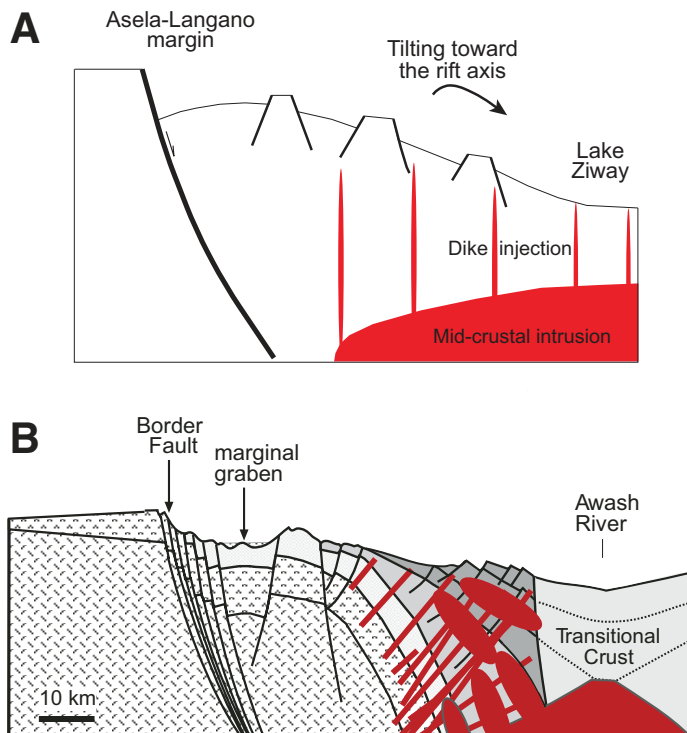 A
Asela-Langano
margin
Tilting toward
the rift axis
Lake
Ziway
Dike injection
Mid-crustal intrusion
B
Border
Fault
marginal
graben
Awash
River
Transitional
Crust
10 km